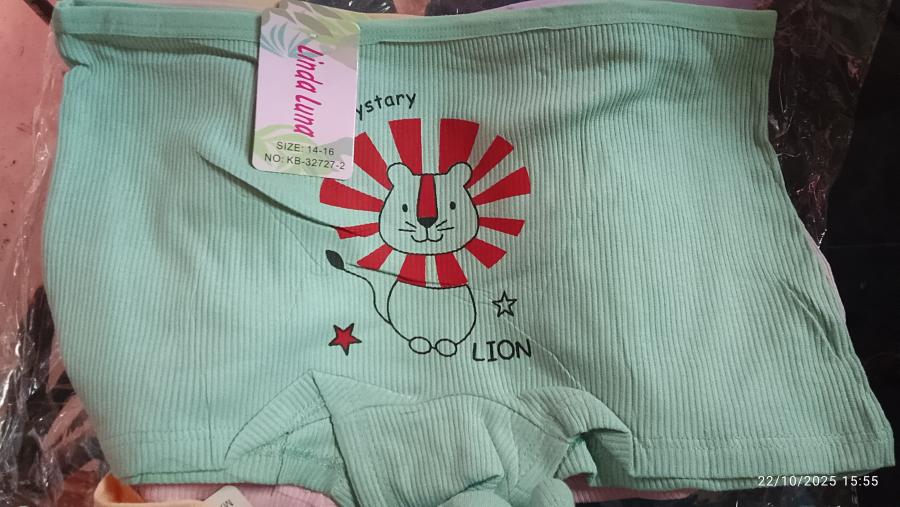 Linda Luna
SIZE: 14-16
NO: KB-32727-2
ystary
LION
22/10/2025 15:55